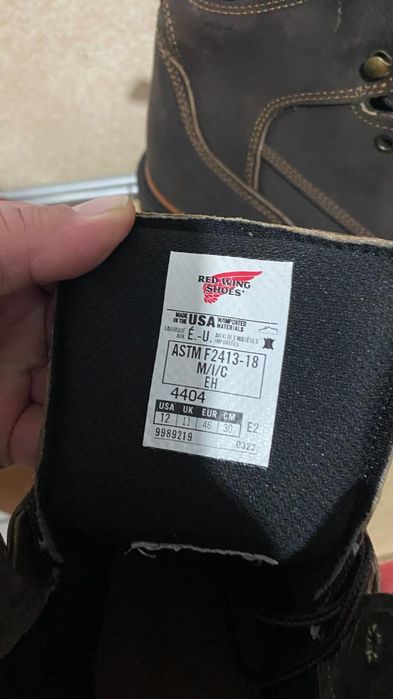 RED WING
SHOES®
MADE IN THE USA W/IMPORTED MATERIALS
FABRIQUÉ AUX É.-U. AVEC DES MATIÈRES IMPORTÉES
ASTM F2413-18
M/I/C
EH
4404
USA UK EUR CM
12 11 46 30 E2
9989219 0322